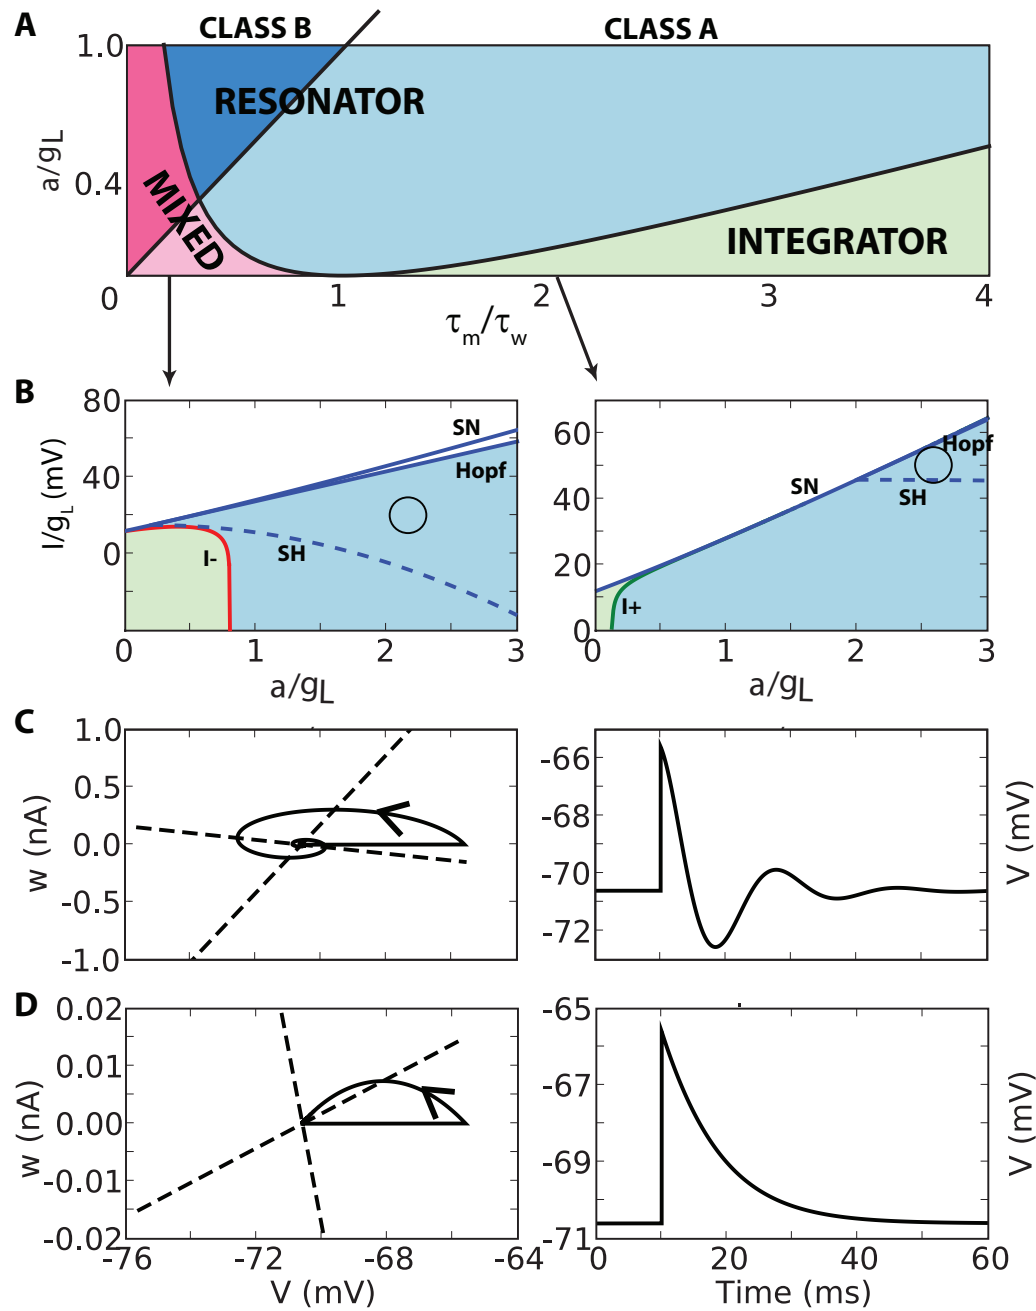 A
CLASS B
CLASS A
1.0
RESONATOR
a/gL
0.4
MIXED
INTEGRATOR
0
1
2
3
4
τm/τw
B
80
40
0
I/gL (mV)
SN
Hopf
I-
SH
0
1
2
3
a/gL
60
40
20
0
Hopf
SN
SH
I+
0
1
2
3
a/gL
C
1.0
0.5
0.0
-0.5
-1.0
w (nA)
-66
-68
-70
-72
V (mV)
D
0.02
0.01
0.00
-0.01
-0.02
w (nA)
-76
-72
-68
-64
V (mV)
-65
-67
-69
-71
V (mV)
0
20
40
60
Time (ms)